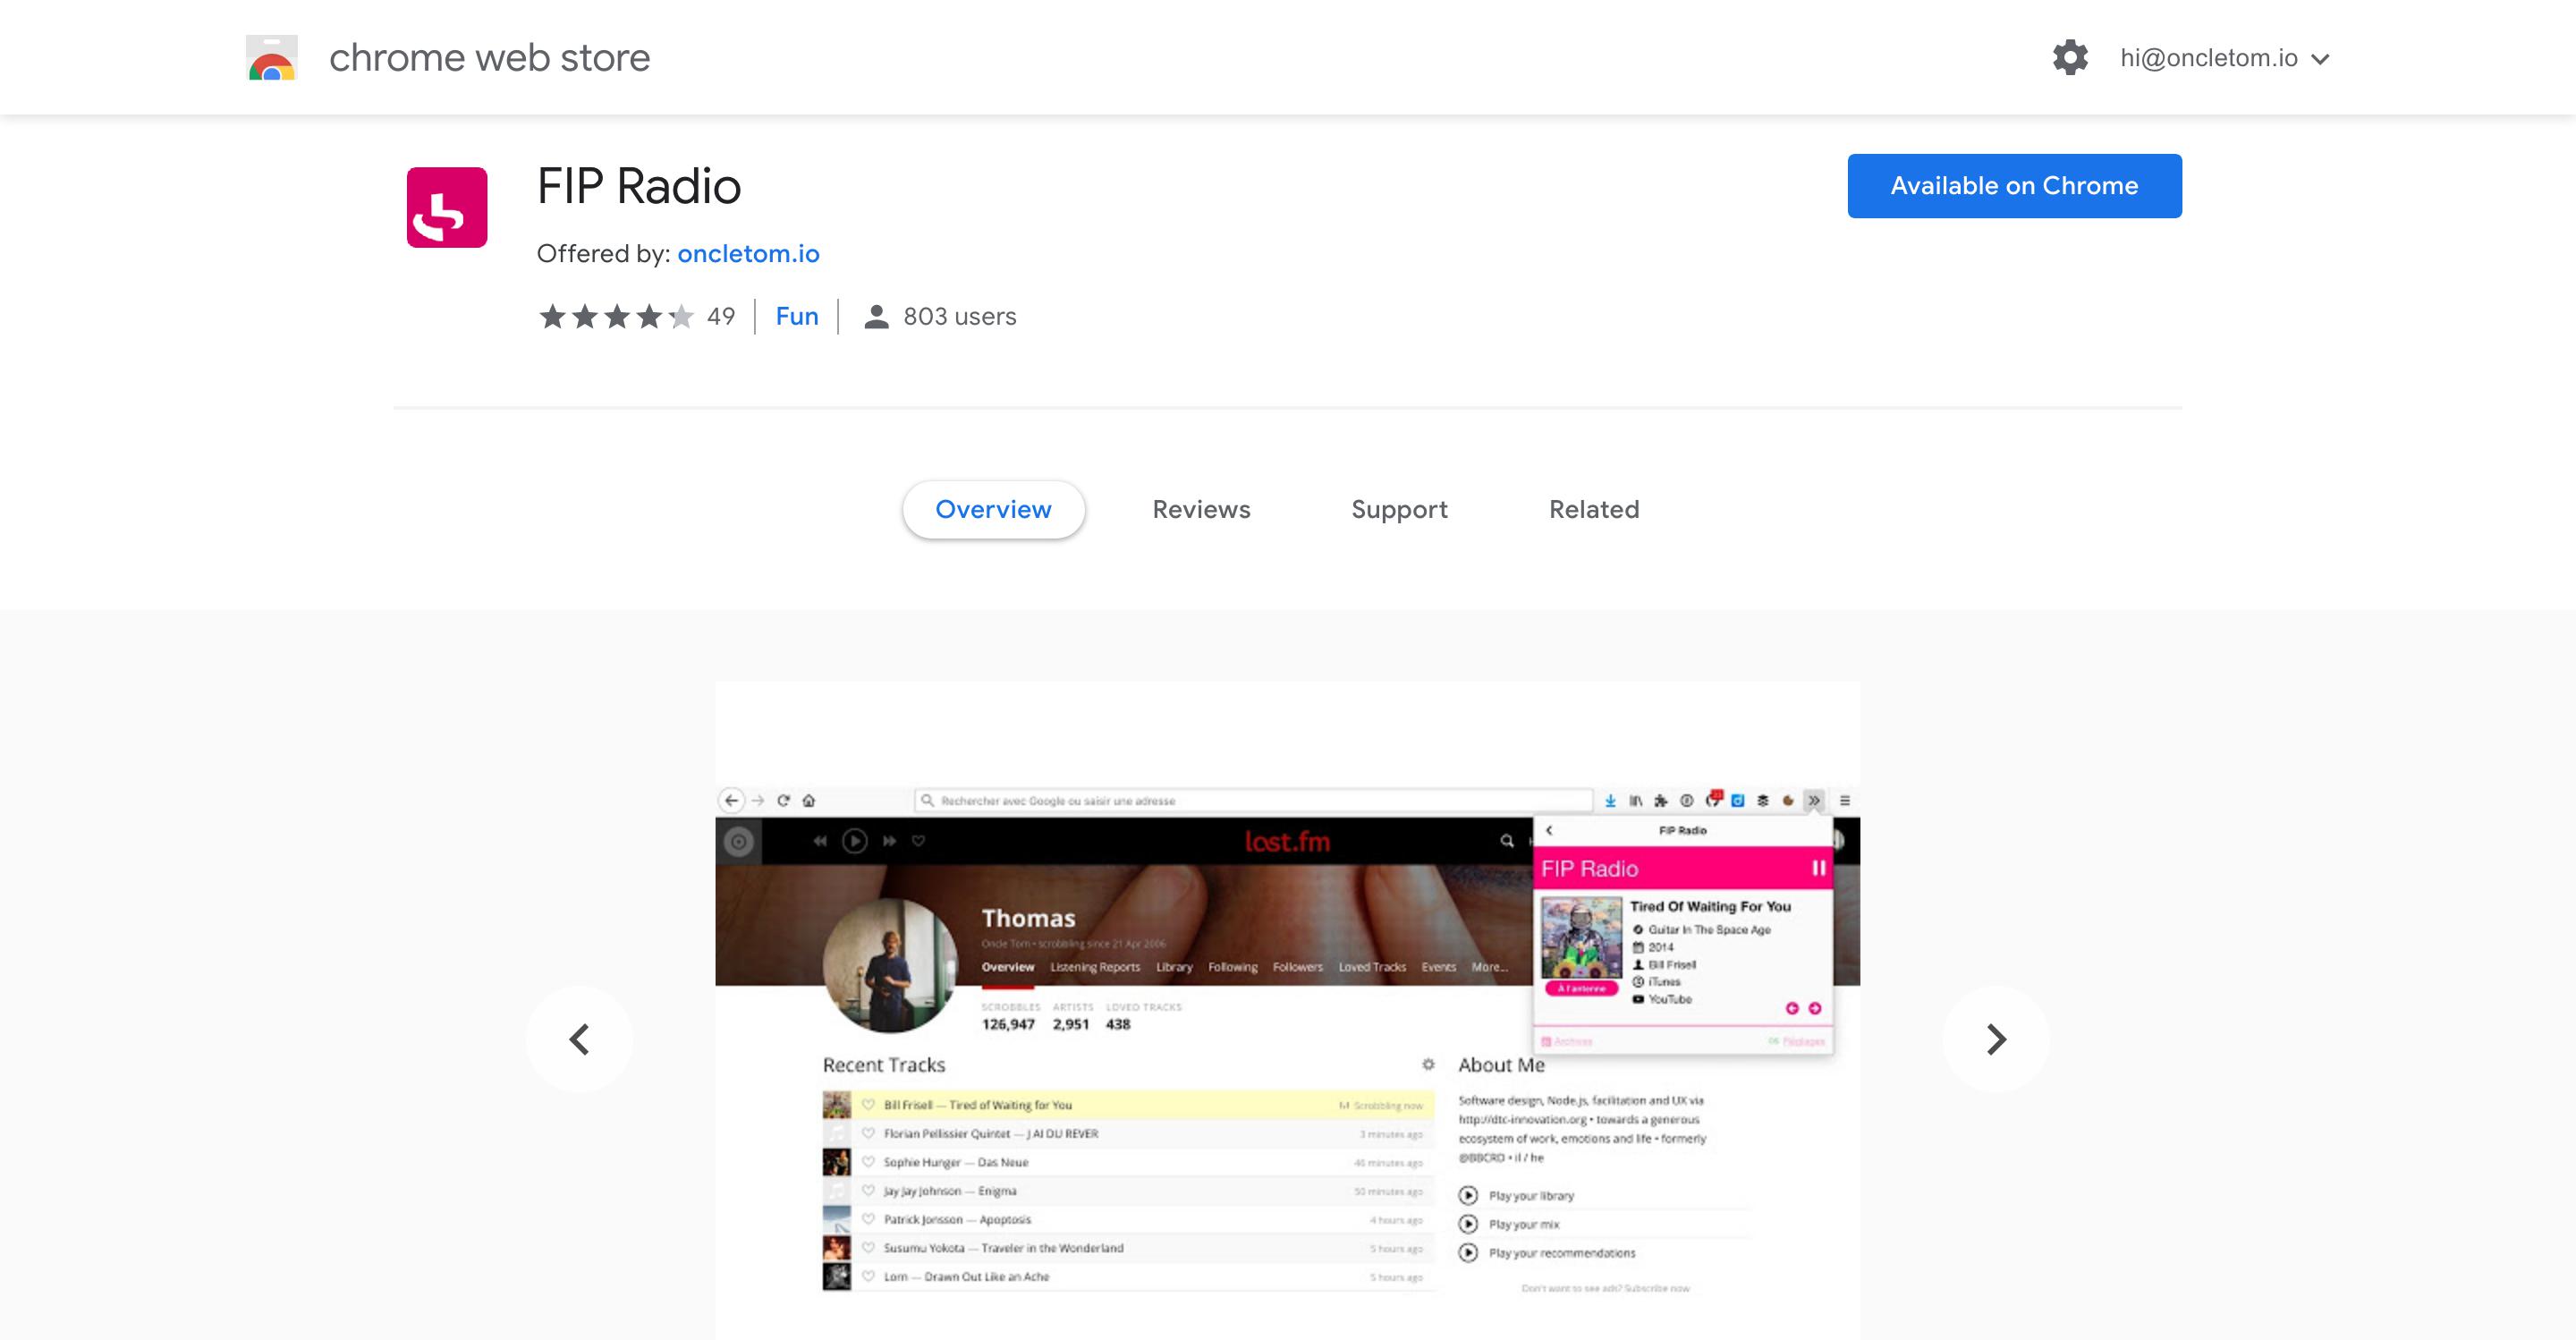 chrome web store
hi@oncletom.io
FIP Radio
Available on Chrome
Offered by: oncletom.io
49
Fun
803 users
Overview
Reviews
Support
Related
Rechercher avec Google ou saisir une adresse
last.fm
FIP Radio
FIP Radio
Tired Of Waiting For You
Guitar In The Space Age
2014
Bill Frisell
iTunes
YouTube
À l'antenne
Archives
Réglages
Thomas
Oncle Tom • scrobbling since 21 Apr 2006
Overview Listening Reports Library Following Followers Loved Tracks Events More...
SCROBBLES ARTISTS LOVED TRACKS
126,947 2,951 438
Recent Tracks
Bill Frisell — Tired of Waiting for You Scrobbling now
Florian Pellissier Quintet — J AI DU REVER 3 minutes ago
Sophie Hunger — Das Neue 46 minutes ago
Jay Jay Johnson — Enigma 50 minutes ago
Patrick Jonsson — Apoptosis 4 hours ago
Susumu Yokota — Traveler in the Wonderland 5 hours ago
Lorn — Drawn Out Like an Ache 5 hours ago
About Me
Software design, Node.js, facilitation and UX via
http://dtc-innovation.org • towards a generous
ecosystem of work, emotions and life • formerly
@BBCRD • il / he
Play your library
Play your mix
Play your recommendations
Don't want to see ads? Subscribe now